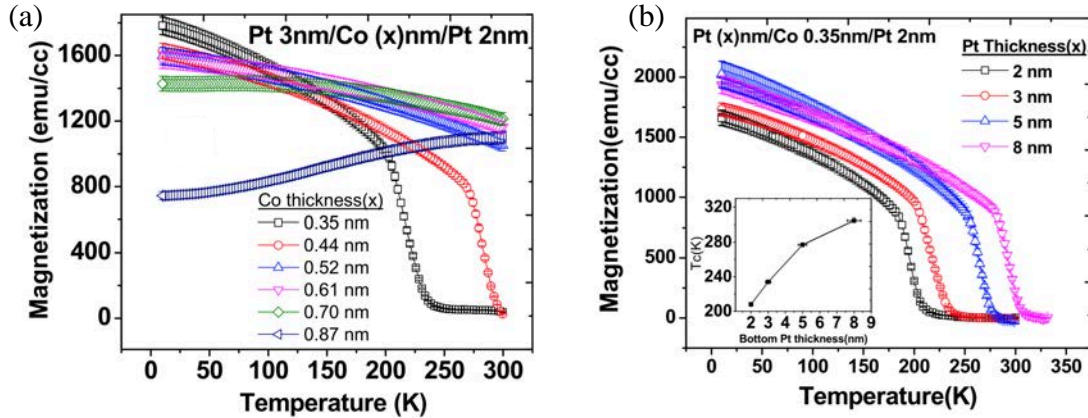 (a)
Pt 3nm/Co (x)nm/Pt 2nm
Magnetization (emu/cc)
1600
1200
800
400
0
Co thickness(x)
0.35 nm
0.44 nm
0.52 nm
0.61 nm
0.70 nm
0.87 nm
0 50 100 150 200 250 300
Temperature (K)
(b)
Pt (x)nm/Co 0.35nm/Pt 2nm
Magnetization(emu/cc)
2000
1500
1000
500
0
Pt Thickness(x)
2 nm
3 nm
5 nm
8 nm
Tc(K)
320
280
240
200
2 3 4 5 6 7 8 9
Bottom Pt thickness(nm)
0 50 100 150 200 250 300 350
Temperature(K)